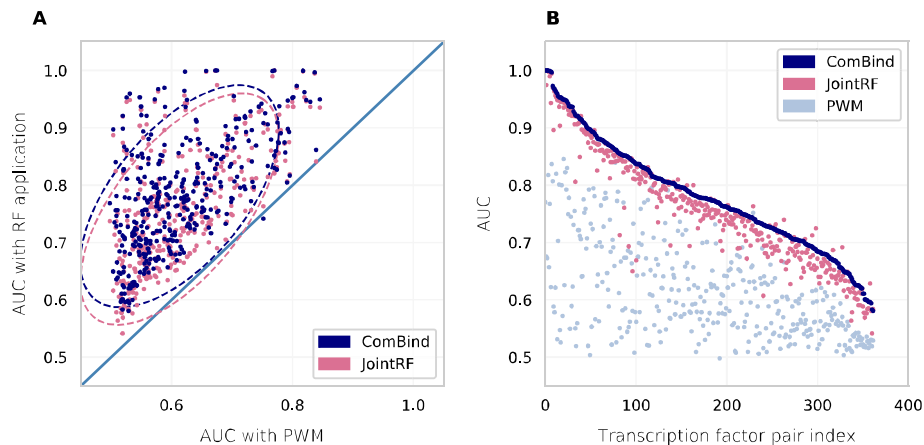 A
AUC with RF application
1.0
0.9
0.8
0.7
0.6
0.5
0.6
0.8
1.0
AUC with PWM
ComBind
JointRF
B
AUC
1.0
0.9
0.8
0.7
0.6
0.5
0
100
200
300
400
Transcription factor pair index
ComBind
JointRF
PWM